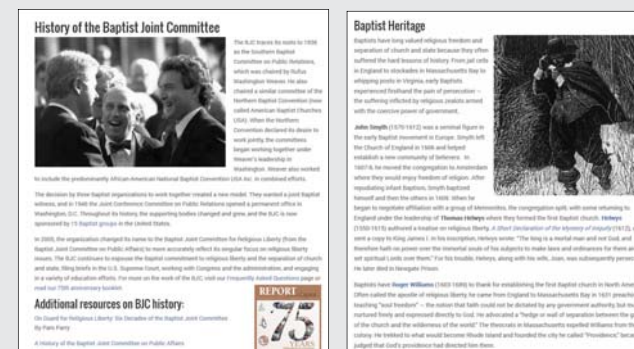 History of the Baptist Joint Committee
The BJC traces its roots to 1936
as the Southern Baptist
Committee on Public Relations,
which was chaired by Rufus
Washington Weaver. He also
chaired a similar committee of the
Northern Baptist Convention (now
called American Baptist Churches
USA). When the Northern
Convention declared its desire to
work jointly, the committees
began working together under
Weaver's leadership in
Washington. Weaver also worked
to include the predominantly African-American National Baptist Convention USA Inc. in combined efforts.
The decision by three Baptist organizations to work together created a new model. They wanted a joint Baptist
witness, and in 1946 the Joint Conference Committee on Public Relations opened a permanent office in
Washington, D.C. Throughout its history, the supporting bodies changed and grew, and the BJC is now
sponsored by 15 Baptist groups in the United States.
In 2005, the organization changed its name to the Baptist Joint Committee for Religious Liberty (from the
Baptist Joint Committee on Public Affairs) to more accurately reflect its singular focus on religious liberty
issues. The BJC continues to espouse the Baptist commitment to religious liberty and the separation of church
and state, filing briefs in the U.S. Supreme Court, working with Congress and the administration, and engaging
in a variety of education efforts. For more on the work of the BJC, visit our Frequently Asked Questions page or
read our 75th anniversary booklet.
Additional resources on BJC history:
On Guard for Religious Liberty: Six Decades of the Baptist Joint Committee
By Pam Parry
A History of the Baptist Joint Committee on Public Affairs
REPORT
75
YEARS
Baptist Heritage
Baptists have long valued religious freedom and
separation of church and state because they often
suffered the hard lessons of history. From jail cells
in England to stockades in Massachusetts Bay to
whipping posts in Virginia, early Baptists
experienced firsthand the pain of persecution —
the suffering inflicted by religious zealots armed
with the coercive power of government.
John Smyth (1570-1612) was a seminal figure in
the early Baptist movement in Europe. Smyth left
the Church of England in 1606 and helped
establish a new community of believers. In
1607-8, he moved the congregation to Amsterdam
where they would enjoy freedom of religion. After
repudiating infant Baptism, Smyth baptized
himself and then the others in 1609. When he
began to negotiate affiliation with a group of Mennonites, the congregation split, with some returning to
England under the leadership of Thomas Helwys where they formed the first Baptist church. Helwys
(1550-1615) authored a treatise on religious liberty, A Short Declaration of the Mystery of Iniquity (1612), a
sent a copy to King James I. In his inscription, Helwys wrote: "The king is a mortal man and not God, and
therefore hath no power over the immortal souls of his subjects to make laws and ordinances for them an
set spiritual Lords over them." For his trouble, Helwys, along with his wife, Joan, was subsequently persec
He later died in Newgate Prison.
Baptists have Roger Williams (1603-1686) to thank for establishing the first Baptist church in North Amer
Often called the apostle of religious liberty, he came from England to Massachusetts Bay in 1631 preachi
teaching "soul freedom" — the notion that faith could not be dictated by any government authority, but mu
nurtured freely and expressed directly to God. He advocated a "hedge or wall of separation between the g
of the church and the wilderness of the world." The theocrats in Massachusetts expelled Williams from th
colony. He trekked to what would become Rhode Island and founded the city he called "Providence," beca
judged that God's providence had directed him there.